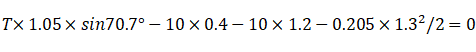 T× 1.05 × sin70.7° − 10 × 0.4 − 10 × 1.2 − 0.205 × 1.3²/2 = 0